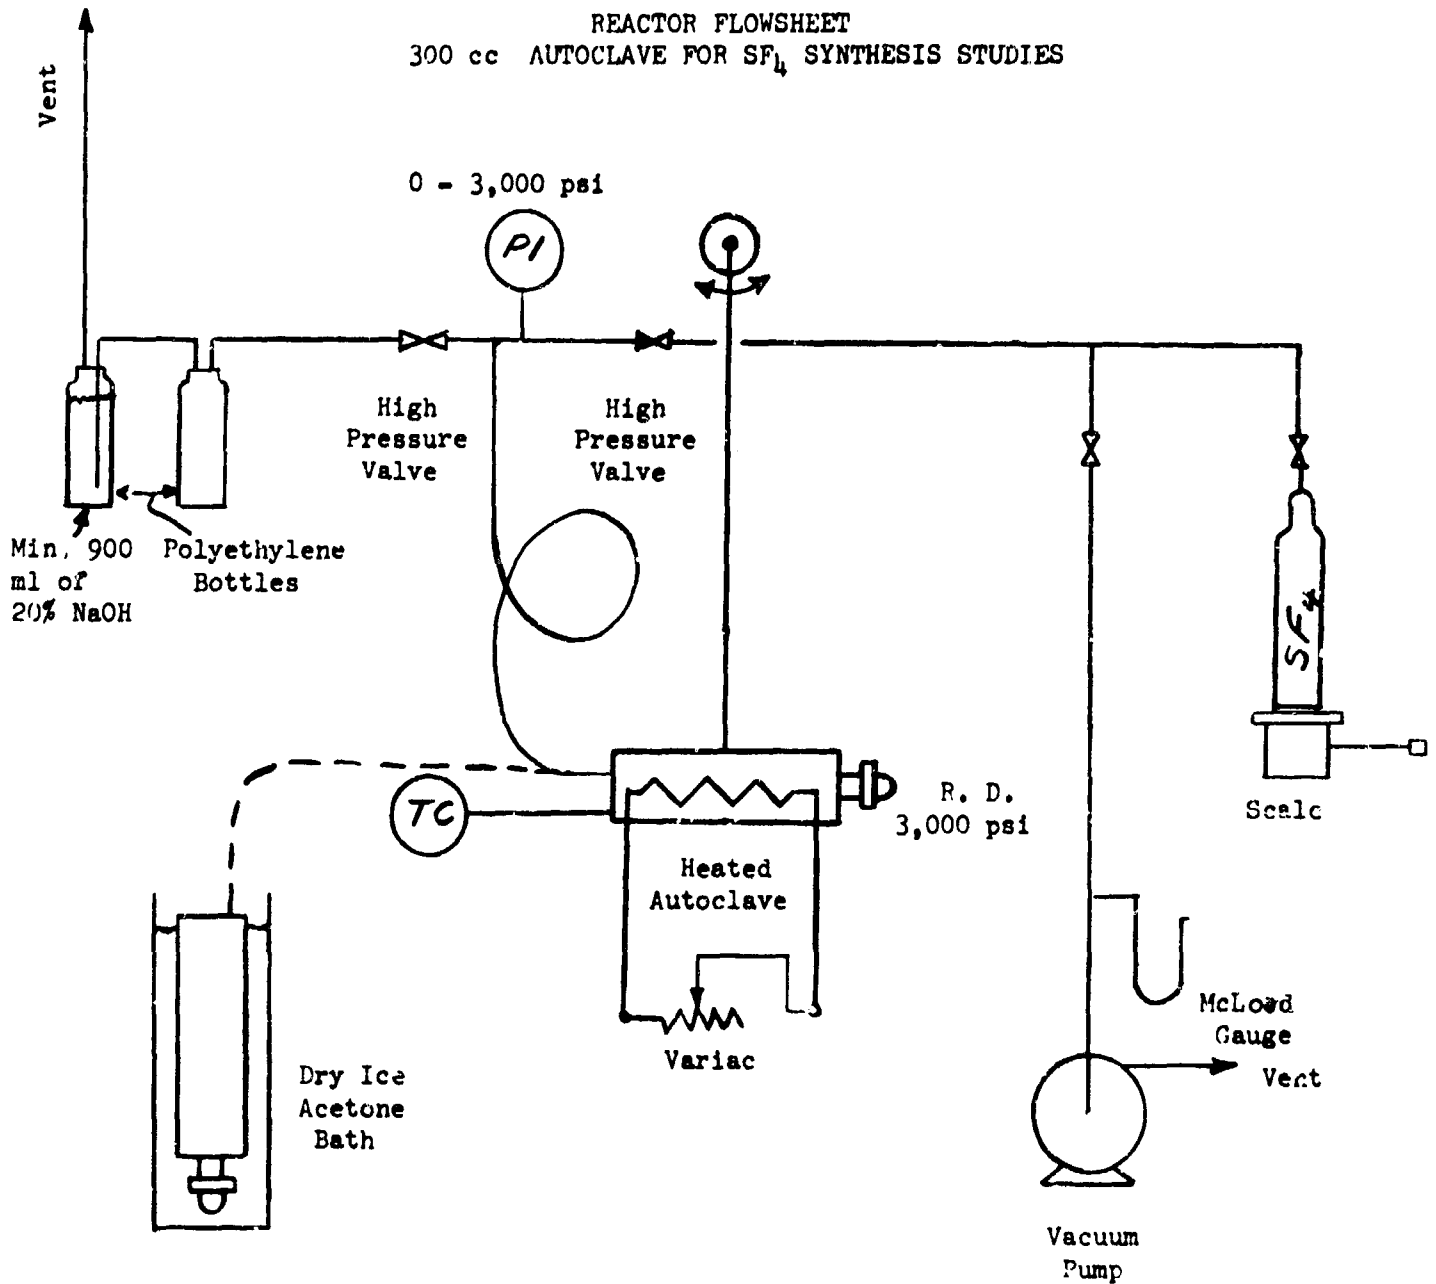 REACTOR FLOWSHEET
300 cc AUTOCLAVE FOR SF4 SYNTHESIS STUDIES
Vent
0 - 3,000 psi
PI
High
Pressure
Valve
High
Pressure
Valve
Min. 900
ml of
20% NaOH
Polyethylene
Bottles
SF4
Scale
TC
R. D.
3,000 psi
Heated
Autoclave
Variac
Dry Ice
Acetone
Bath
McLoad
Gauge
Vent
Vacuum
Pump